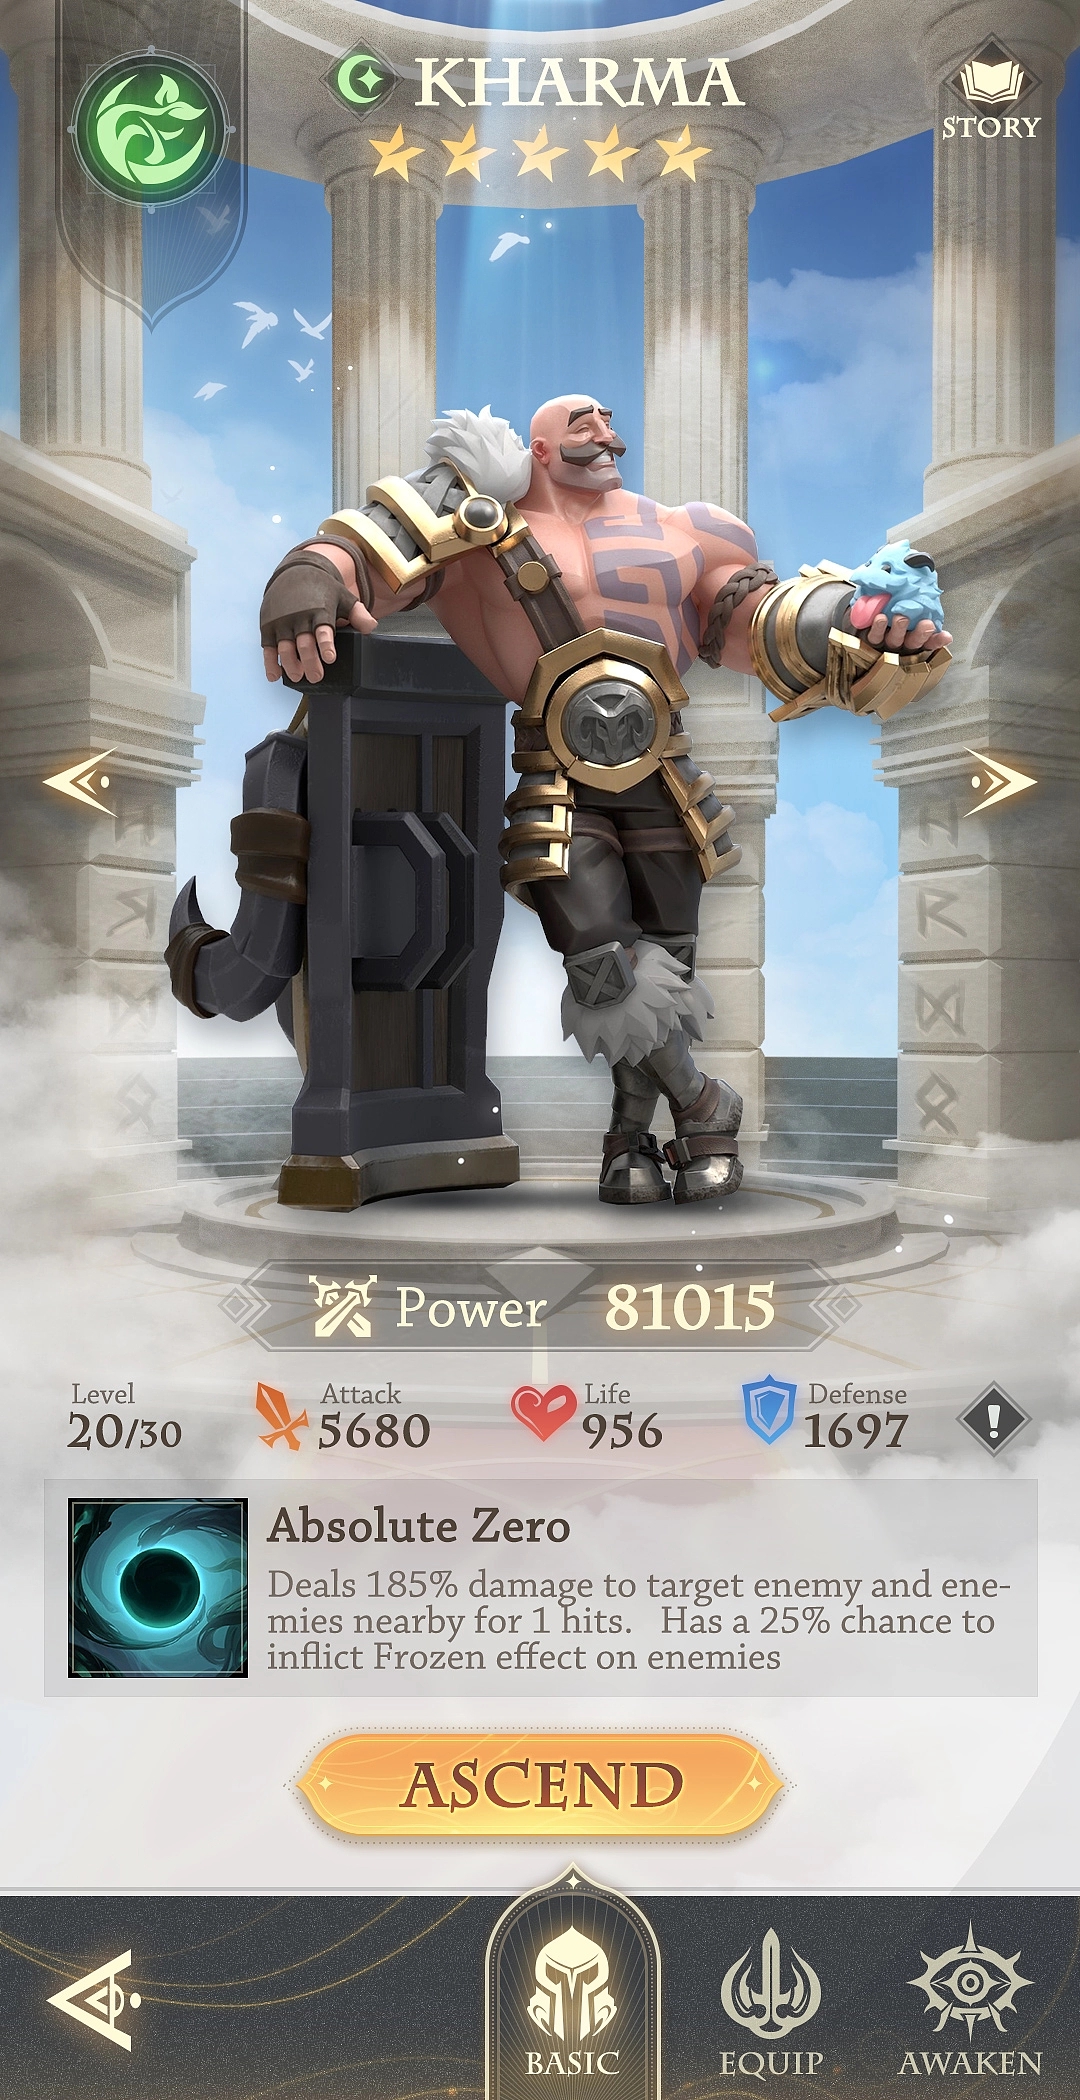 KHARMA
STORY
Power 81015
Level
20/30
Attack
5680
Life
956
Defense
1697
Absolute Zero
Deals 185% damage to target enemy and ene-
mies nearby for 1 hits.   Has a 25% chance to
inflict Frozen effect on enemies
ASCEND
BASIC
EQUIP
AWAKEN